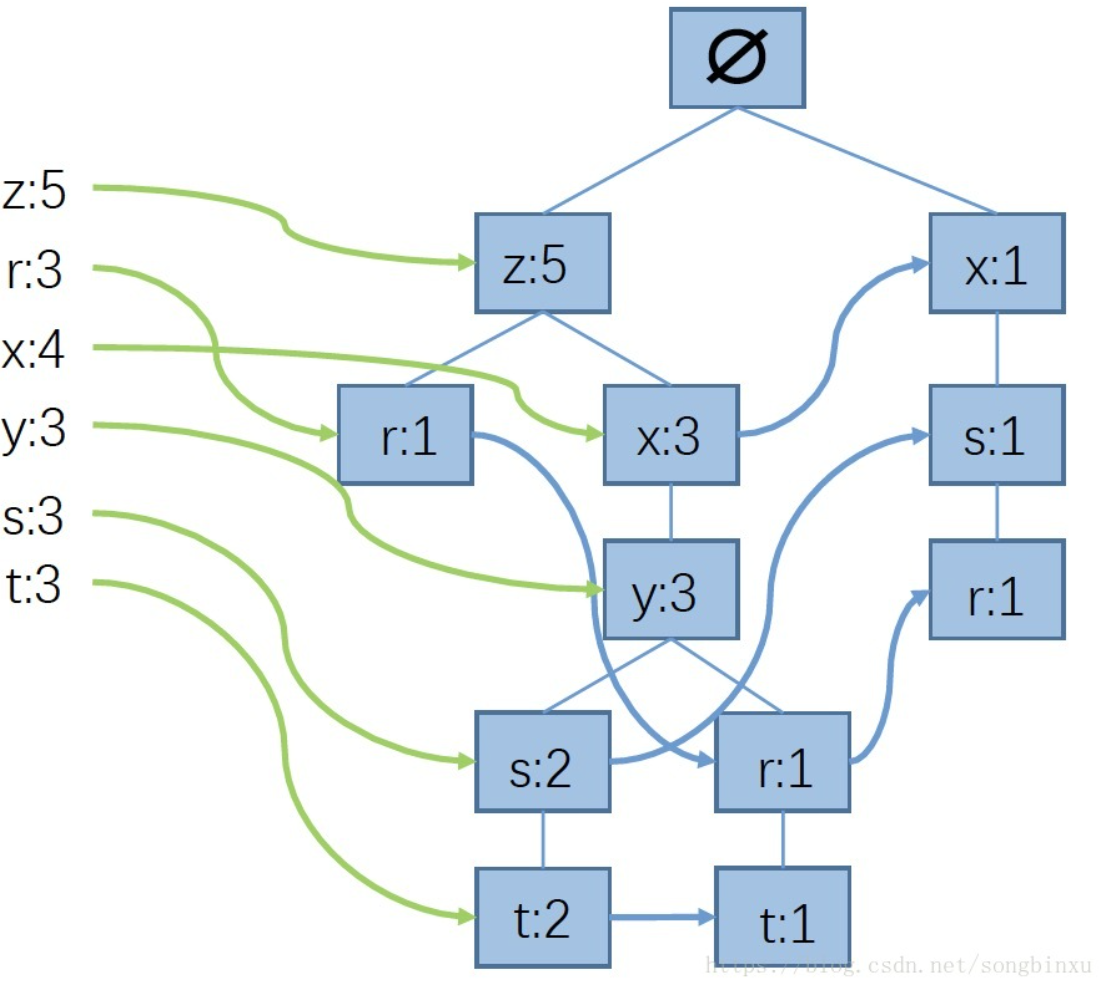 ∅
z:5
r:3
x:4
y:3
s:3
t:3
z:5
x:1
r:1
x:3
s:1
y:3
r:1
s:2
r:1
t:2
t:1
https://blog.csdn.net/songbinxu